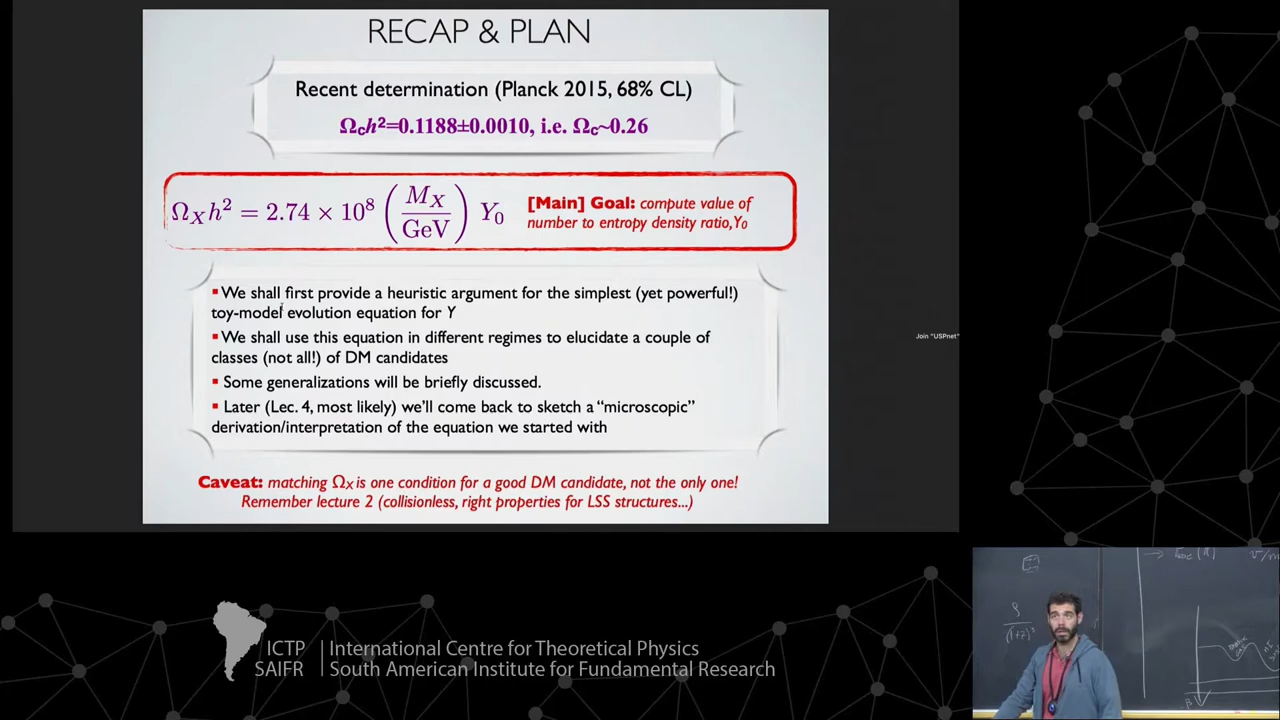 RECAP & PLAN
Recent determination (Planck 2015, 68% CL)
Ωch²=0.1188±0.0010, i.e. Ωc~0.26
Ω_X h² = 2.74 × 10⁸ (M_X / GeV) Y₀
[Main] Goal: compute value of
number to entropy density ratio,Y₀
▪ We shall first provide a heuristic argument for the simplest (yet powerful!)
toy-model evolution equation for Y
▪ We shall use this equation in different regimes to elucidate a couple of
classes (not all!) of DM candidates
▪ Some generalizations will be briefly discussed.
▪ Later (Lec. 4, most likely) we'll come back to sketch a "microscopic"
derivation/interpretation of the equation we started with
Caveat: matching Ω_X is one condition for a good DM candidate, not the only one!
Remember lecture 2 (collisionless, right properties for LSS structures...)
Join "USPnet"
ICTP
SAIFR
International Centre for Theoretical Physics
South American Institute for Fundamental Research